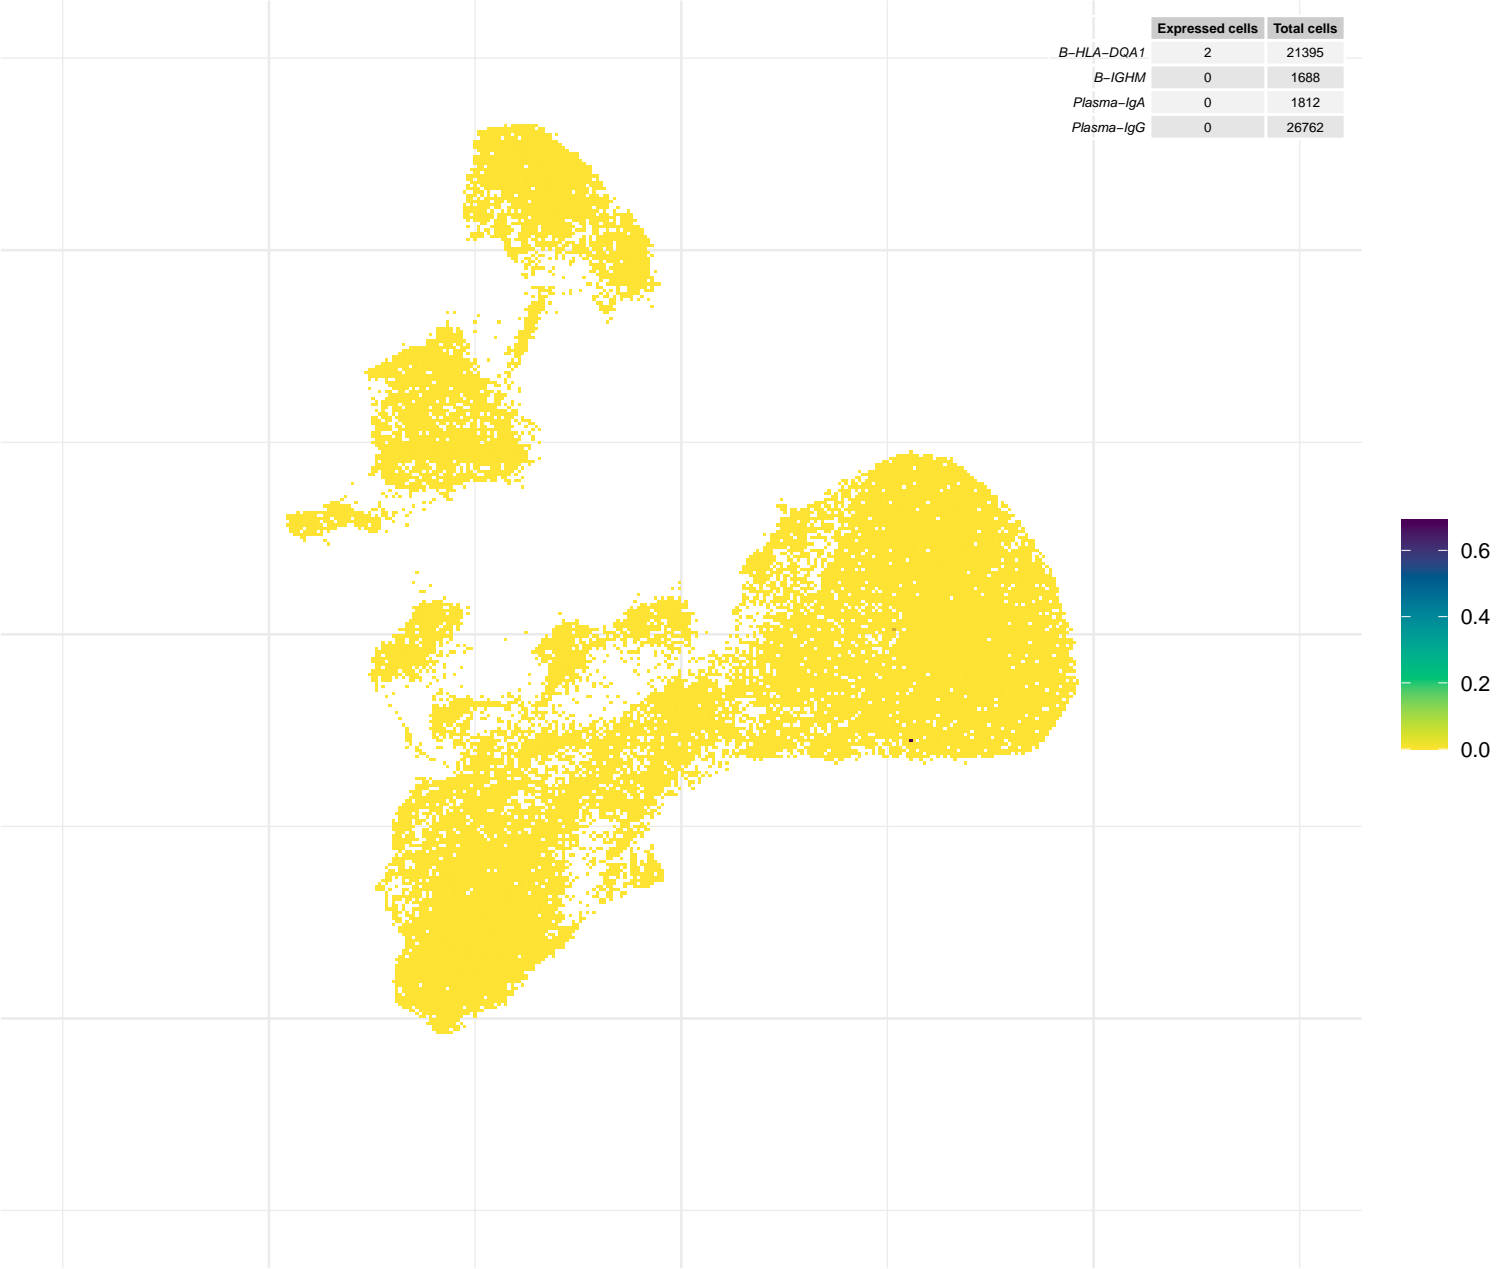 Expressed cells Total cells
B−HLA−DQA1 2 21395
B−IGHM 0 1688
Plasma−IgA 0 1812
Plasma−IgG 0 26762
0.6
0.4
0.2
0.0